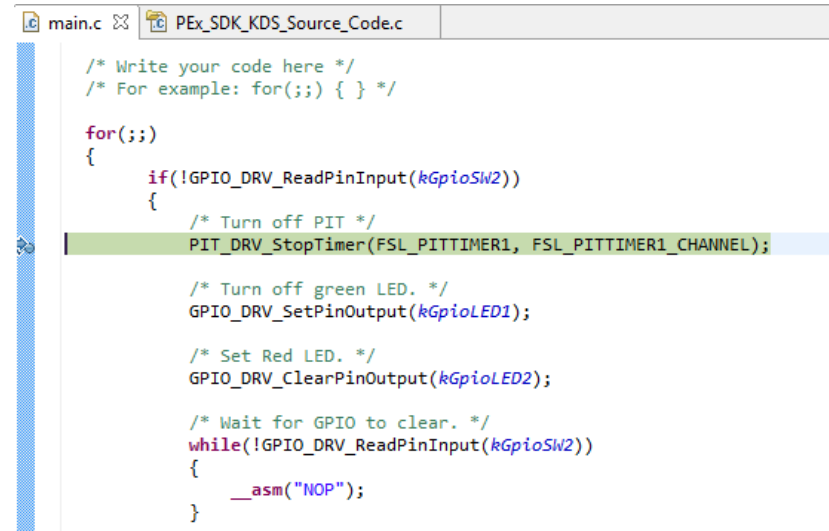 main.c PEx_SDK_KDS_Source_Code.c
/* Write your code here */
/* For example: for(;;) { } */
for(;;)
{
if(!GPIO_DRV_ReadPinInput(kGpioSW2))
{
/* Turn off PIT */
PIT_DRV_StopTimer(FSL_PITTIMER1, FSL_PITTIMER1_CHANNEL);
/* Turn off green LED. */
GPIO_DRV_SetPinOutput(kGpioLED1);
/* Set Red LED. */
GPIO_DRV_ClearPinOutput(kGpioLED2);
/* Wait for GPIO to clear. */
while(!GPIO_DRV_ReadPinInput(kGpioSW2))
{
__asm("NOP");
}